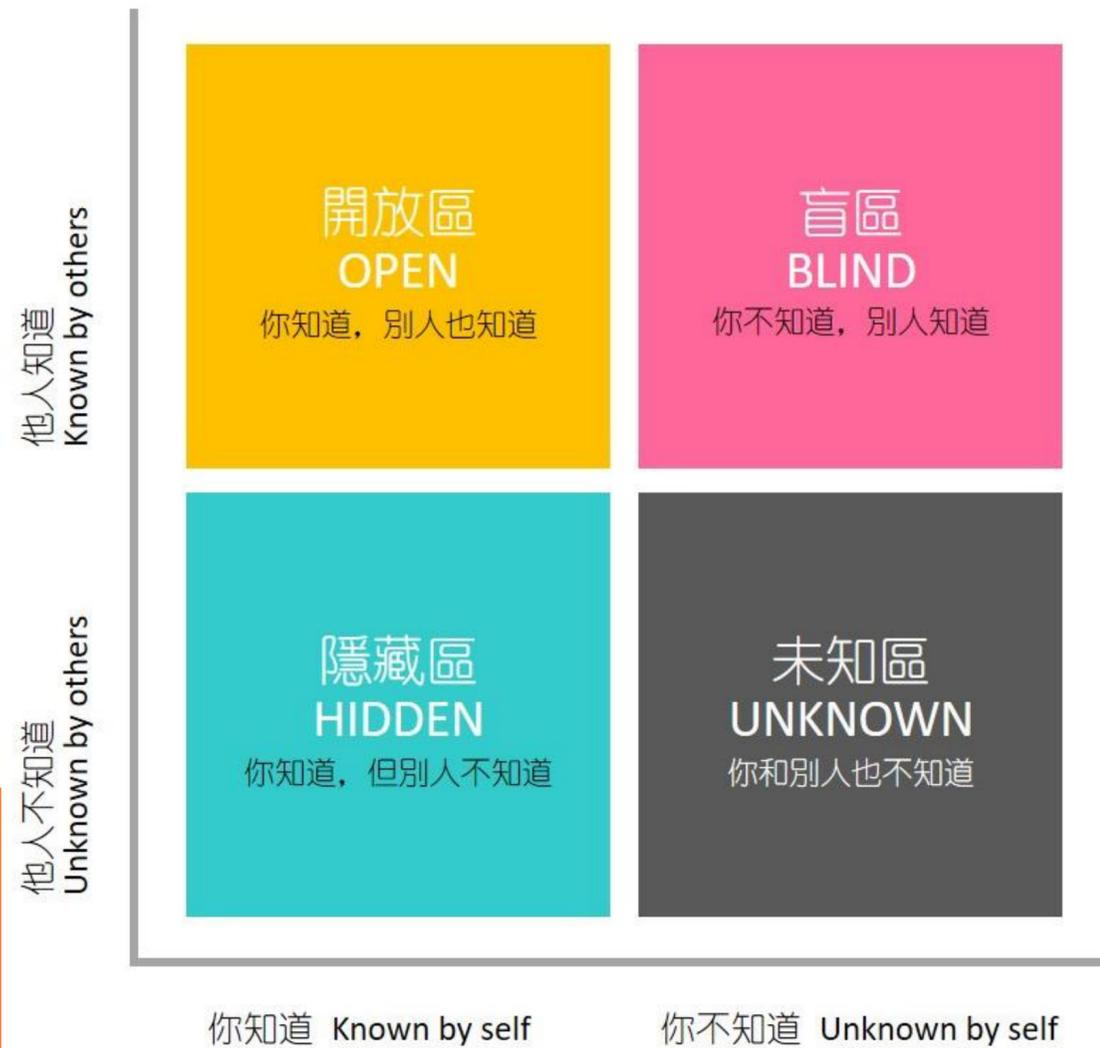 他人知道
Known by others
開放區
OPEN
你知道，別人也知道
盲區
BLIND
你不知道，別人知道
他人不知道
Unknown by others
隱藏區
HIDDEN
你知道，但別人不知道
未知區
UNKNOWN
你和別人也不知道
你知道 Known by self
你不知道 Unknown by self